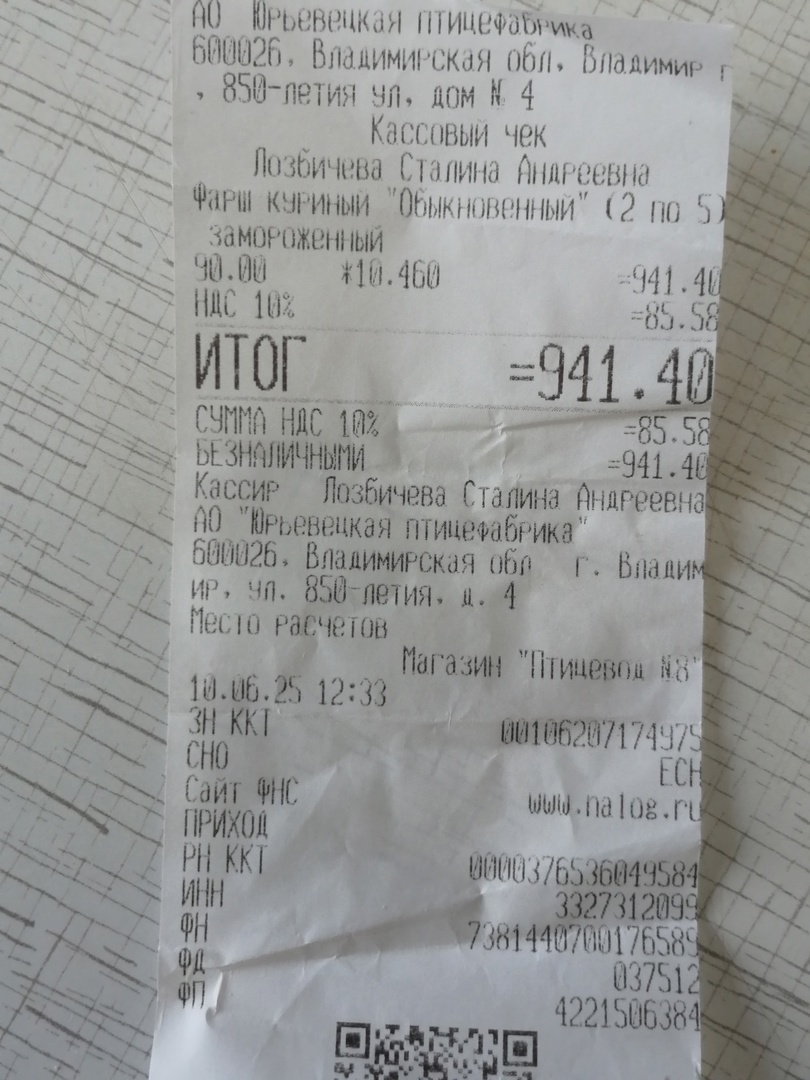 АО Юрьевецкая птицефабрика
600026, Владимирская обл, Владимир г
, 850-летия ул, дом № 4
Кассовый чек
Лозбичева Сталина Андреевна
Фарш куриный "Обыкновенный" (2 по 5)
замороженный
90.00 *10.460 =941.40
НДС 10% =85.58
ИТОГ =941.40
СУММА НДС 10% =85.58
БЕЗНАЛИЧНЫМИ =941.40
Кассир Лозбичева Сталина Андреевна
АО "Юрьевецкая птицефабрика"
600026, Владимирская обл г. Владим
ир, ул. 850-летия, д. 4
Место расчетов
Магазин "Птицевод №8"
10.06.25 12:33
ЗН ККТ 00106207174975
СНО ЕСН
Сайт ФНС www.nalog.ru
ПРИХОД
РН ККТ 0000376536049584
ИНН 3327312099
ФН 7381440700176589
ФД 037512
ФП 4221506384